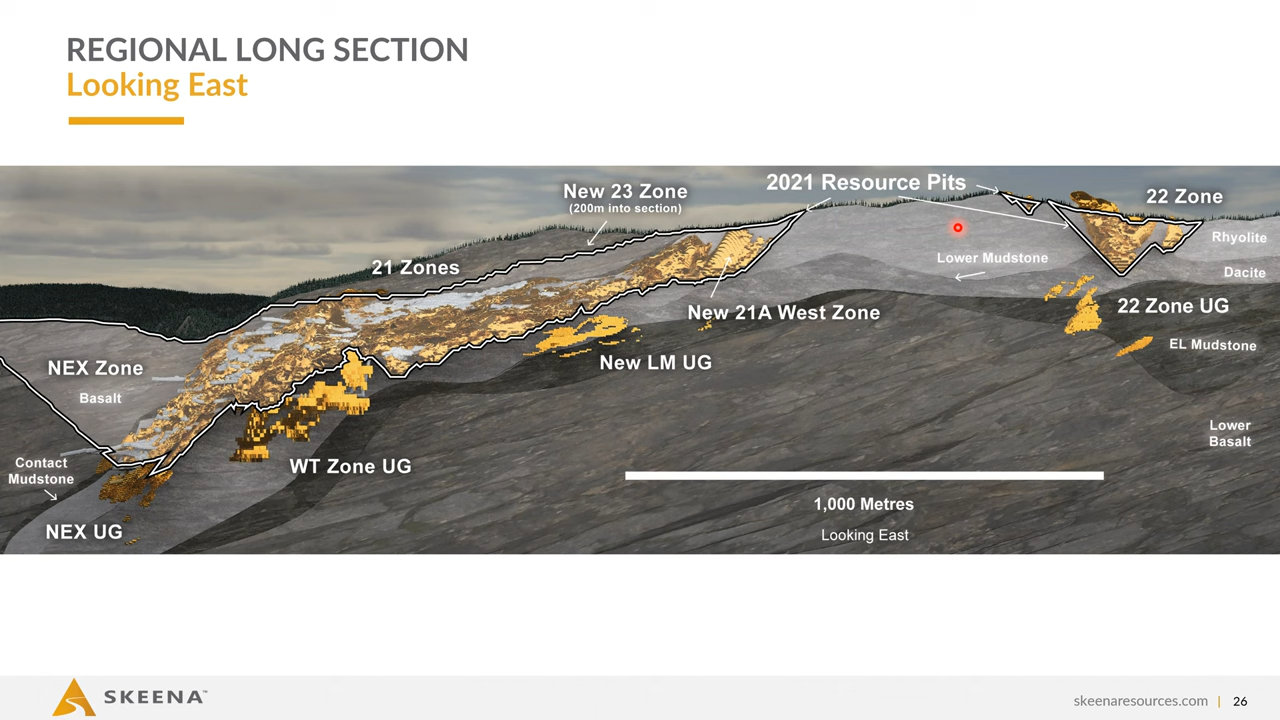 REGIONAL LONG SECTION
Looking East
2021 Resource Pits
New 23 Zone
(200m into section)
22 Zone
Rhyolite
21 Zones
Lower Mudstone
Dacite
22 Zone UG
New 21A West Zone
EL Mudstone
New LM UG
NEX Zone
Basalt
Lower
Basalt
Contact
Mudstone
WT Zone UG
1,000 Metres
NEX UG
Looking East
SKEENA™
skeenaresources.com | 26